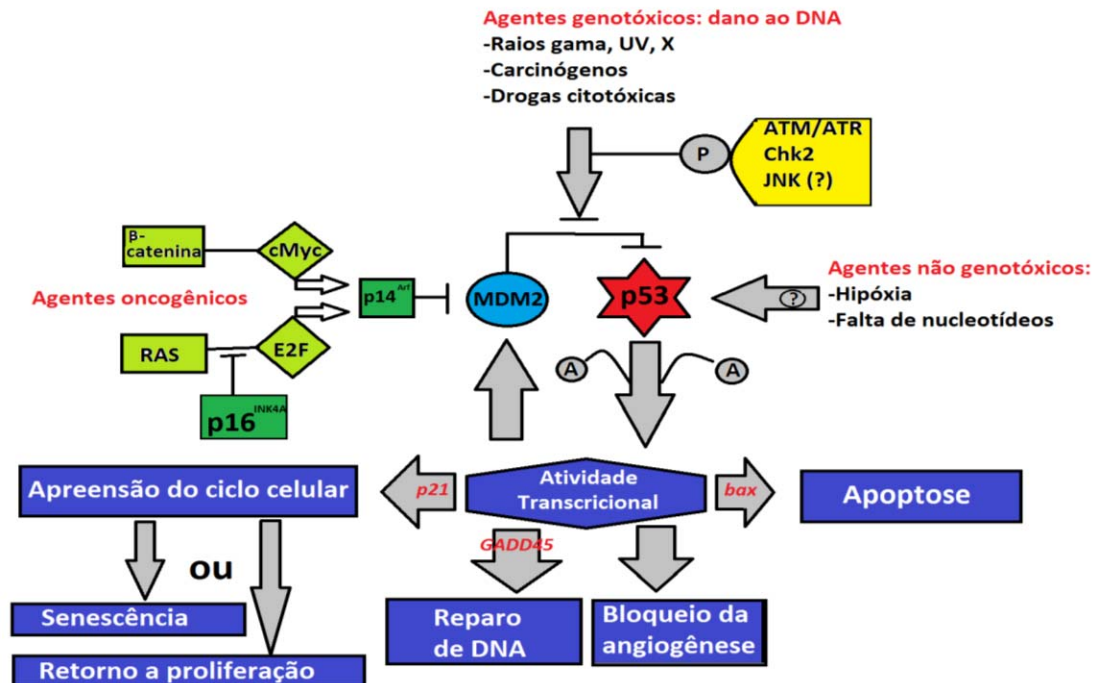 Agentes genotóxicos: dano ao DNA
-Raios gama, UV, X
-Carcinógenos
-Drogas citotóxicas
P
ATM/ATR
Chk2
JNK (?)
β-
catenina
cMyc
Agentes oncogênicos
p14Arf
MDM2
p53
?
Agentes não genotóxicos:
-Hipóxia
-Falta de nucleotídeos
RAS
E2F
p16INK4A
A
A
Apreensão do ciclo celular
p21
Atividade
Transcricional
bax
Apoptose
GADD45
ou
Senescência
Retorno a proliferação
Reparo
de DNA
Bloqueio da
angiogênese